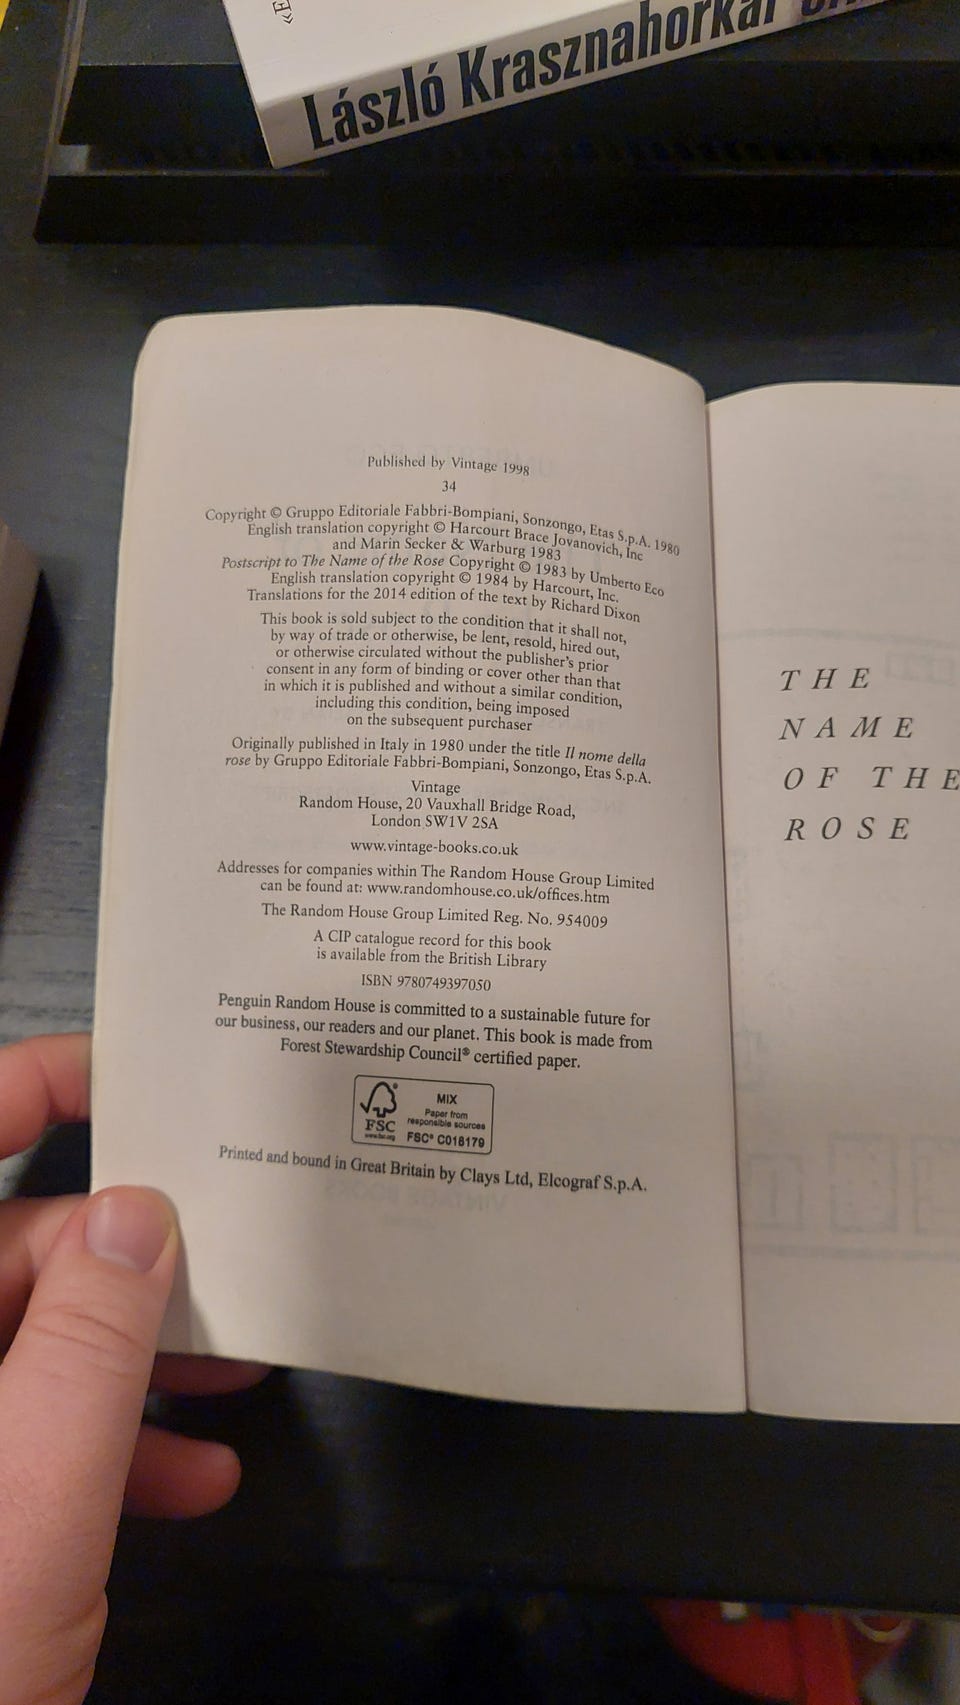 László Krasznahorkai
Published by Vintage 1998
34
Copyright © Gruppo Editoriale Fabbri-Bompiani, Sonzongo, Etas S.p.A. 1980
English translation copyright © Harcourt Brace Jovanovich, Inc
and Marin Secker & Warburg 1983
Postscript to The Name of the Rose Copyright © 1983 by Umberto Eco
English translation copyright © 1984 by Harcourt, Inc.
Translations for the 2014 edition of the text by Richard Dixon
This book is sold subject to the condition that it shall not,
by way of trade or otherwise, be lent, resold, hired out,
or otherwise circulated without the publisher's prior
consent in any form of binding or cover other than that
in which it is published and without a similar condition,
including this condition, being imposed
on the subsequent purchaser
Originally published in Italy in 1980 under the title Il nome della
rose by Gruppo Editoriale Fabbri-Bompiani, Sonzongo, Etas S.p.A.
Vintage
Random House, 20 Vauxhall Bridge Road,
London SW1V 2SA
www.vintage-books.co.uk
Addresses for companies within The Random House Group Limited
can be found at: www.randomhouse.co.uk/offices.htm
The Random House Group Limited Reg. No. 954009
A CIP catalogue record for this book
is available from the British Library
ISBN 9780749397050
Penguin Random House is committed to a sustainable future for
our business, our readers and our planet. This book is made from
Forest Stewardship Council® certified paper.
FSC
www.fsc.org
MIX
Paper from
responsible sources
FSC® C018179
Printed and bound in Great Britain by Clays Ltd, Elcograf S.p.A.
THE
NAME
OF THE
ROSE